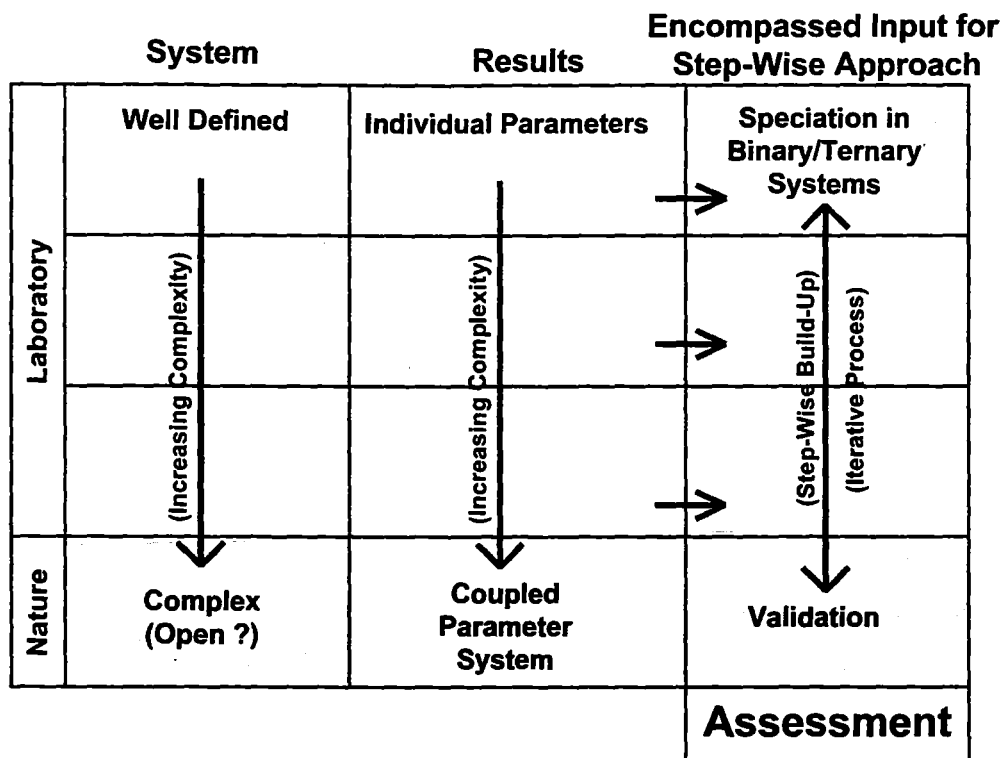 System
Results
Encompassed Input for
Step-Wise Approach
Laboratory
Well Defined
(Increasing Complexity)
Individual Parameters
(Increasing Complexity)
Speciation in
Binary/Ternary
Systems
(Step-Wise Build-Up)
(Iterative Process)
Nature
Complex
(Open ?)
Coupled
Parameter
System
Validation
Assessment